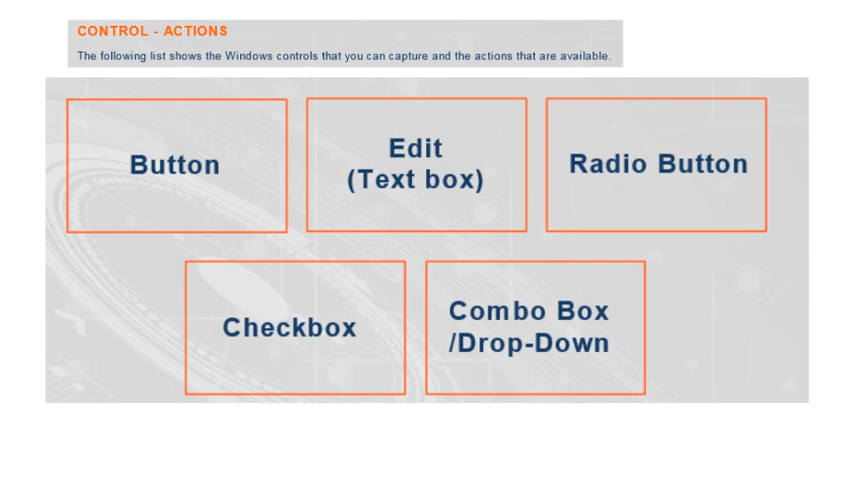 CONTROL - ACTIONS
The following list shows the Windows controls that you can capture and the actions that are available.
Button
Edit
(Text box)
Radio Button
Checkbox
Combo Box
/Drop-Down